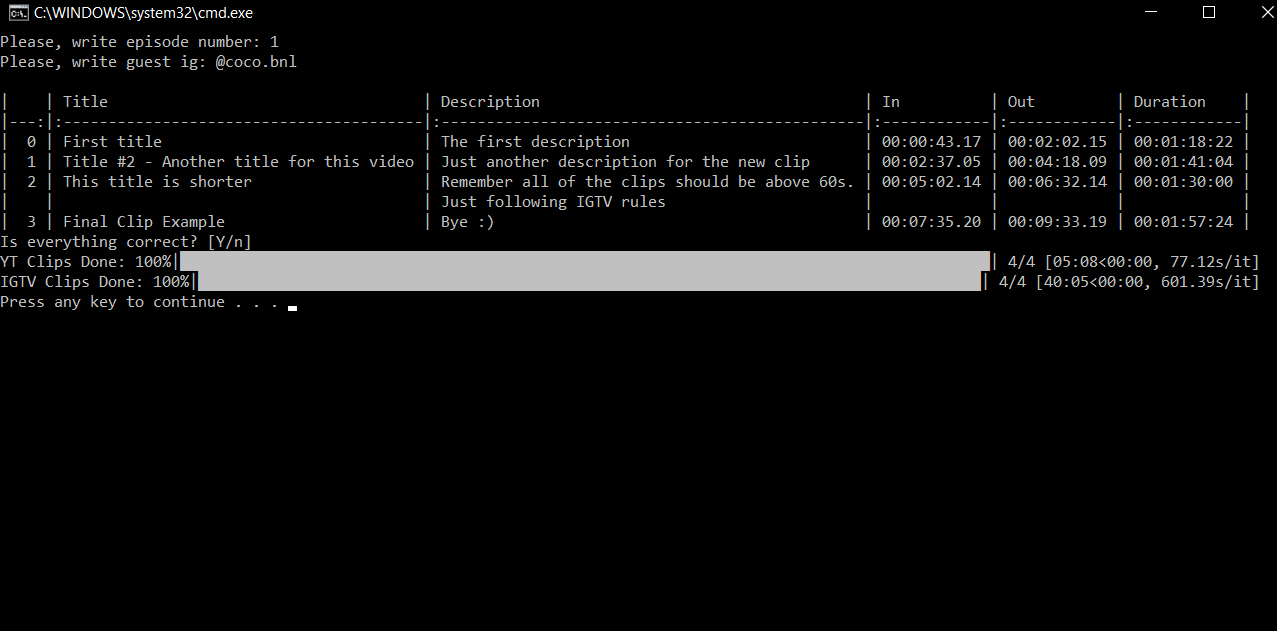 C:\WINDOWS\system32\cmd.exe
Please, write episode number: 1
Please, write guest ig: @coco.bnl
|    | Title                                   | Description                                    | In          | Out         | Duration    |
|---:|:----------------------------------------|:-----------------------------------------------|:------------|:------------|:------------|
|  0 | First title                             | The first description                          | 00:00:43.17 | 00:02:02.15 | 00:01:18:22 |
|  1 | Title #2 - Another title for this video | Just another description for the new clip      | 00:02:37.05 | 00:04:18.09 | 00:01:41:04 |
|  2 | This title is shorter                   | Remember all of the clips should be above 60s. | 00:05:02.14 | 00:06:32.14 | 00:01:30:00 |
|    |                                         | Just following IGTV rules                      |             |             |             |
|  3 | Final Clip Example                      | Bye :)                                         | 00:07:35.20 | 00:09:33.19 | 00:01:57:24 |
Is everything correct? [Y/n]
YT Clips Done: 100%| | 4/4 [05:08<00:00, 77.12s/it]
IGTV Clips Done: 100%| | 4/4 [40:05<00:00, 601.39s/it]
Press any key to continue . . .